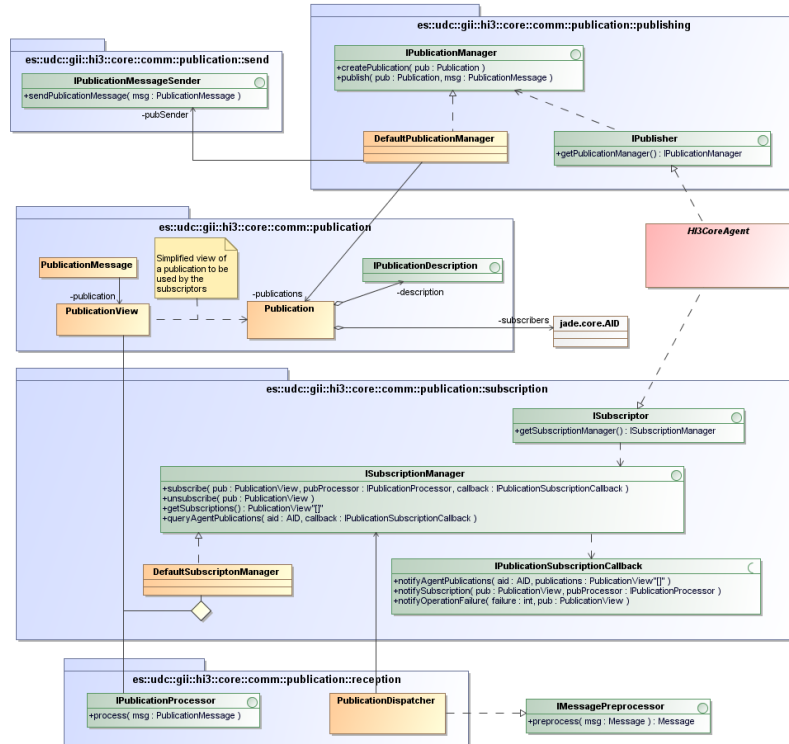 es::udc::gii::hi3::core::comm::publication::publishing
IPublicationManager
+createPublication( pub : Publication )
+publish( pub : Publication, msg : PublicationMessage )
es::udc::gii::hi3::core::comm::publication::send
IPublicationMessageSender
+sendPublicationMessage( msg : PublicationMessage )
-pubSender
DefaultPublicationManager
IPublisher
+getPublicationManager() : IPublicationManager
es::udc::gii::hi3::core::comm::publication
HI3CoreAgent
PublicationMessage
Simplified view of
a publication to be
used by the
subscriptors
IPublicationDescription
-publication
-publications
-description
PublicationView
Publication
-subscribers
jade.core.AID
es::udc::gii::hi3::core::comm::publication::subscription
ISubscriptor
+getSubscriptionManager() : ISubscriptionManager
ISubscriptionManager
+subscribe( pub : PublicationView, pubProcessor : IPublicationProcessor, callback : IPublicationSubscriptionCallback )
+unsubscribe( pub : PublicationView )
+getSubscriptions() : PublicationView"[]"
+queryAgentPublications( aid : AID, callback : IPublicationSubscriptionCallback )
DefaultSubscriptonManager
IPublicationSubscriptionCallback
+notifyAgentPublications( aid : AID, publications : PublicationView"[]" )
+notifySubscription( pub : PublicationView, pubProcessor : IPublicationProcessor )
+notifyOperationFailure( failure : int, pub : PublicationView )
es::udc::gii::hi3::core::comm::publication::reception
IPublicationProcessor
+process( msg : PublicationMessage )
PublicationDispatcher
IMessagePreprocessor
+preprocess( msg : Message ) : Message